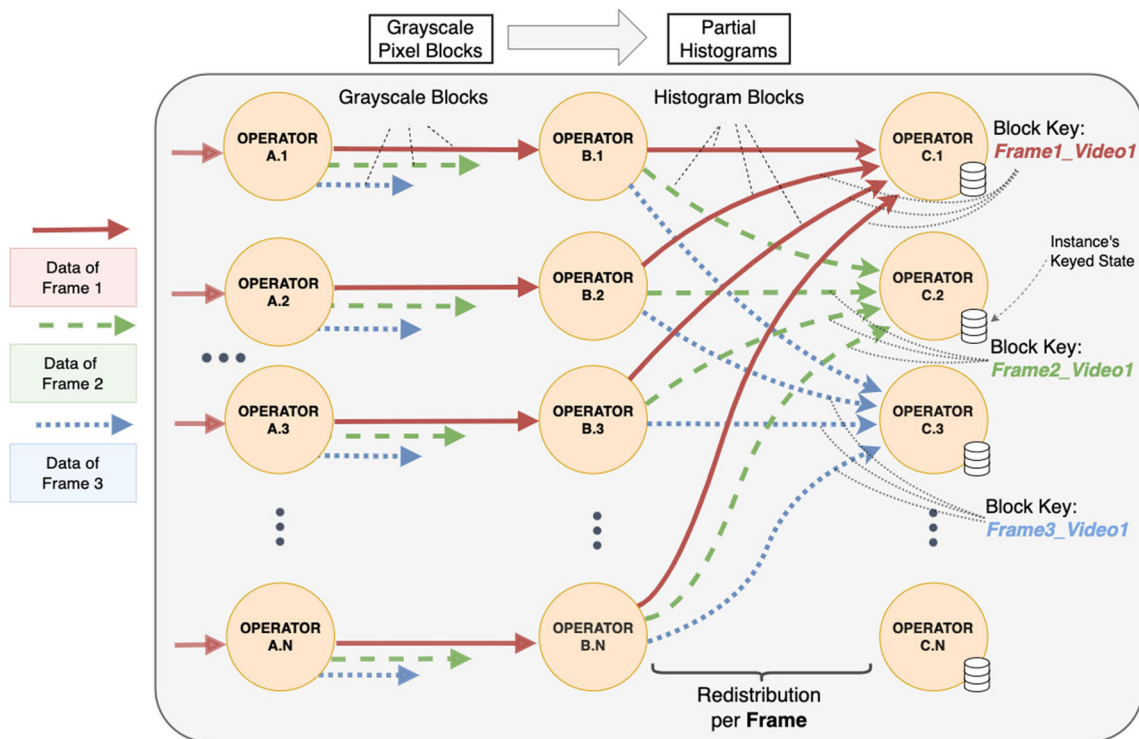 Grayscale
Pixel Blocks
Partial
Histograms
Grayscale Blocks
Histogram Blocks
OPERATOR
A.1
OPERATOR
B.1
OPERATOR
C.1
Block Key:
Frame1_Video1
Data of
Frame 1
OPERATOR
A.2
OPERATOR
B.2
OPERATOR
C.2
Instance's
Keyed State
Block Key:
Frame2_Video1
Data of
Frame 2
OPERATOR
A.3
OPERATOR
B.3
OPERATOR
C.3
Data of
Frame 3
Block Key:
Frame3_Video1
OPERATOR
A.N
OPERATOR
B.N
OPERATOR
C.N
Redistribution
per Frame